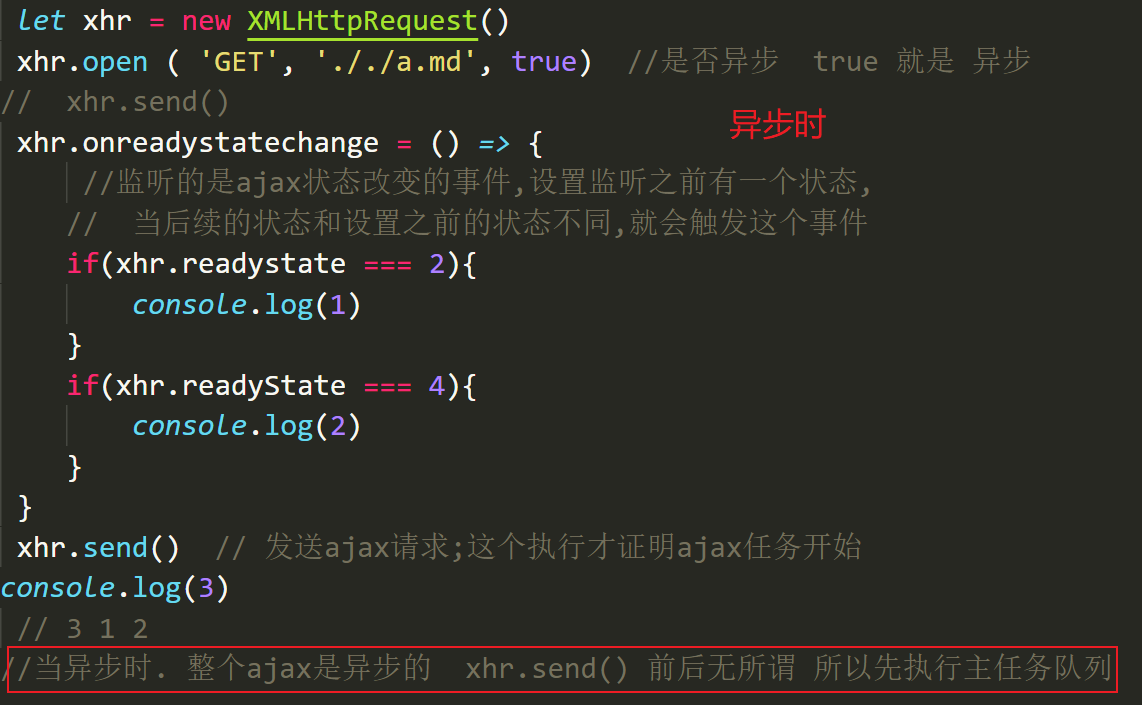 let xhr = new XMLHttpRequest()
xhr.open ( 'GET', '././a.md', true)  //是否异步  true 就是 异步
//  xhr.send()
异步时
xhr.onreadystatechange = () => {
//监听的是ajax状态改变的事件,设置监听之前有一个状态,
//  当后续的状态和设置之前的状态不同,就会触发这个事件
if(xhr.readystate === 2){
console.log(1)
}
if(xhr.readyState === 4){
console.log(2)
}
}
xhr.send()  // 发送ajax请求;这个执行才证明ajax任务开始
console.log(3)
// 3 1 2
//当异步时. 整个ajax是异步的  xhr.send() 前后无所谓 所以先执行主任务队列